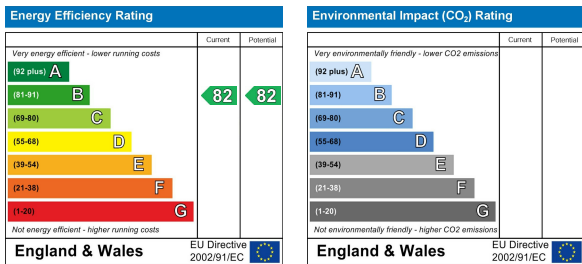 Energy Efficiency Rating
Current Potential
Very energy efficient - lower running costs
(92 plus) A
(81-91) B 82 82
(69-80) C
(55-68) D
(39-54) E
(21-38) F
(1-20) G
Not energy efficient - higher running costs
England & Wales
EU Directive
2002/91/EC
Environmental Impact (CO2) Rating
Current Potential
Very environmentally friendly - lower CO2 emissions
(92 plus) A
(81-91) B
(69-80) C
(55-68) D
(39-54) E
(21-38) F
(1-20) G
Not environmentally friendly - higher CO2 emissions
England & Wales
EU Directive
2002/91/EC